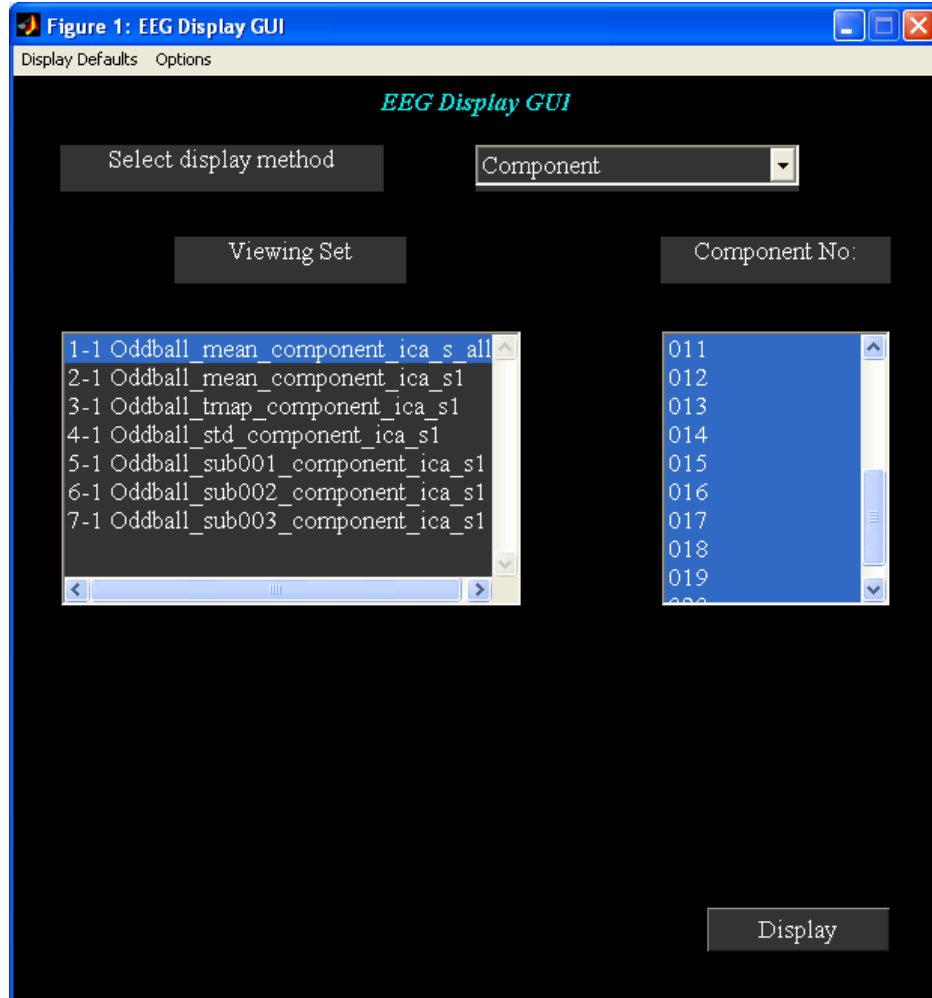 Figure 1: EEG Display GUI
Display Defaults Options
EEG Display GUI
Select display method
Component
Viewing Set
Component No:
1-1 Oddball_mean_component_ica_s_all
2-1 Oddball_mean_component_ica_s1
3-1 Oddball_tmap_component_ica_s1
4-1 Oddball_std_component_ica_s1
5-1 Oddball_sub001_component_ica_s1
6-1 Oddball_sub002_component_ica_s1
7-1 Oddball_sub003_component_ica_s1
011
012
013
014
015
016
017
018
019
Display